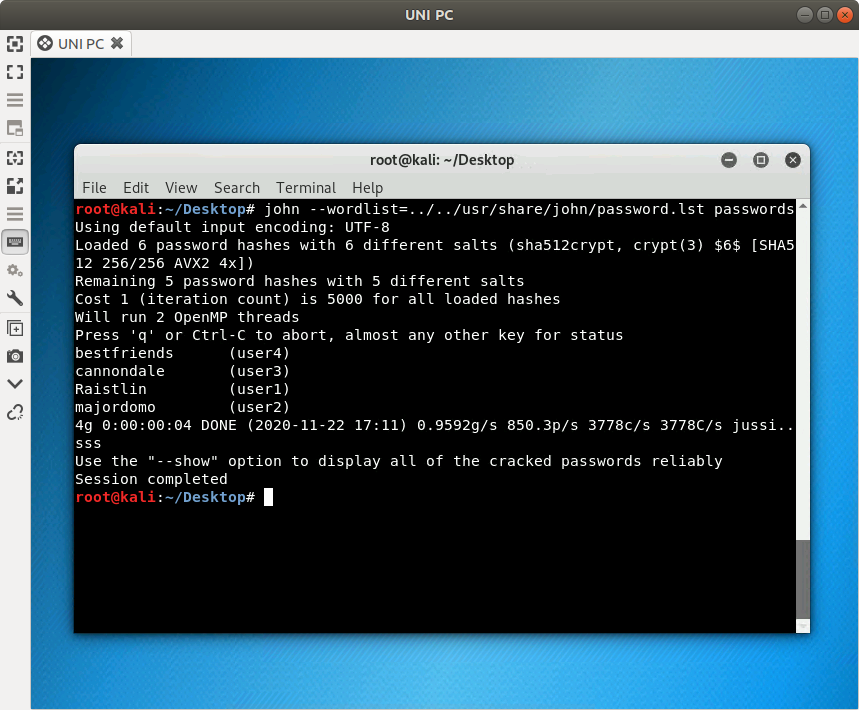 UNI PC
UNI PC
root@kali: ~/Desktop
File Edit View Search Terminal Help
root@kali:~/Desktop# john --wordlist=../../usr/share/john/password.lst passwords
Using default input encoding: UTF-8
Loaded 6 password hashes with 6 different salts (sha512crypt, crypt(3) $6$ [SHA5
12 256/256 AVX2 4x])
Remaining 5 password hashes with 5 different salts
Cost 1 (iteration count) is 5000 for all loaded hashes
Will run 2 OpenMP threads
Press 'q' or Ctrl-C to abort, almost any other key for status
bestfriends      (user4)
cannondale       (user3)
Raistlin         (user1)
majordomo        (user2)
4g 0:00:00:04 DONE (2020-11-22 17:11) 0.9592g/s 850.3p/s 3778c/s 3778C/s jussi..
sss
Use the "--show" option to display all of the cracked passwords reliably
Session completed
root@kali:~/Desktop#